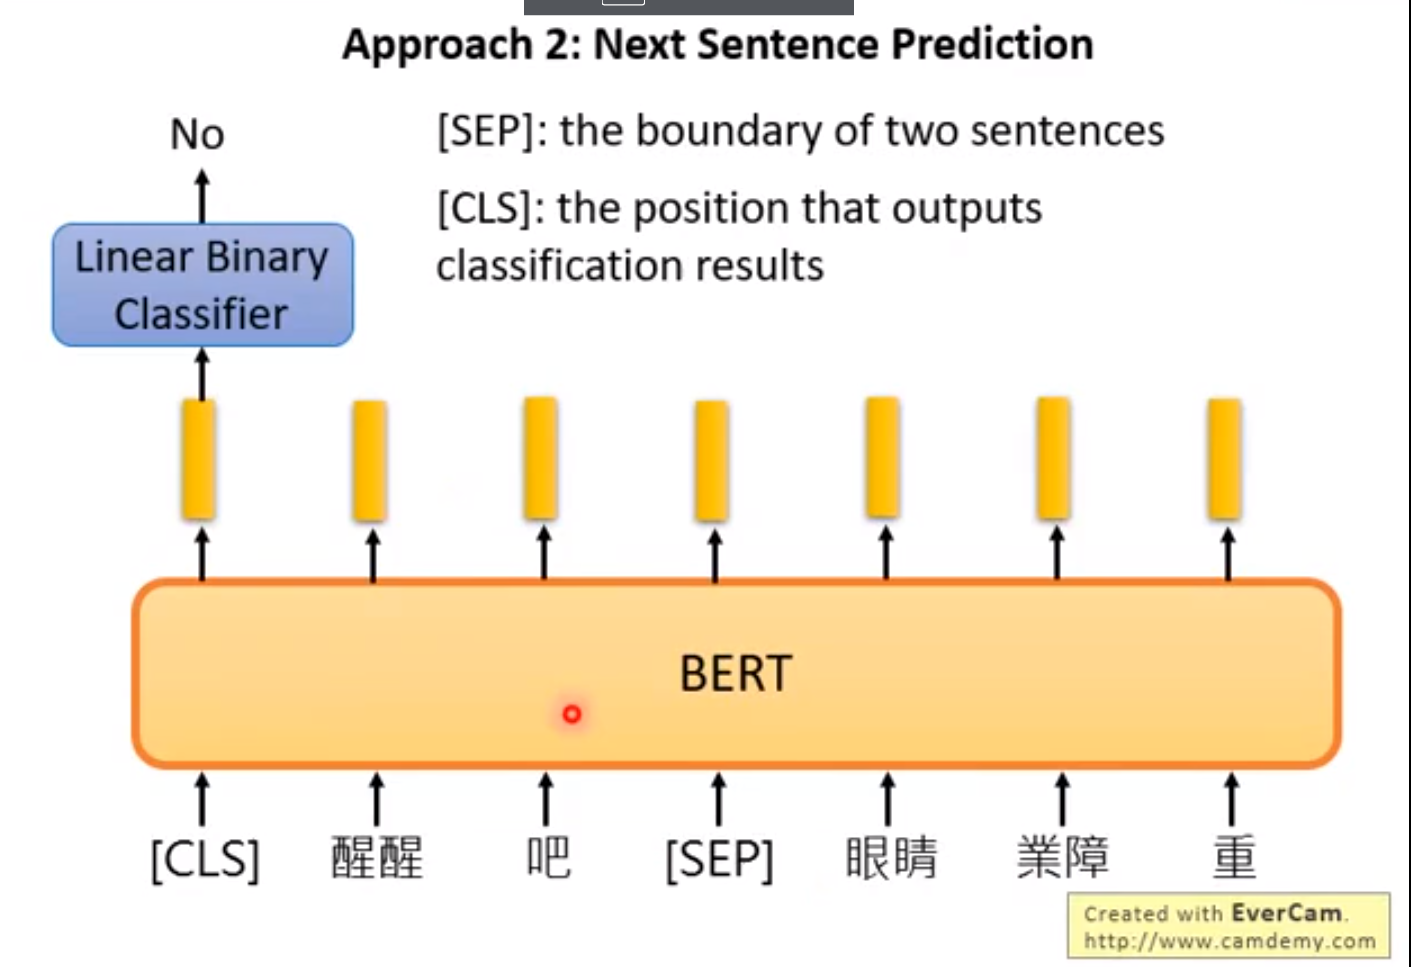 Approach 2: Next Sentence Prediction
No
[SEP]: the boundary of two sentences
[CLS]: the position that outputs
classification results
Linear Binary
Classifier
BERT
[CLS] 醒醒 吧 [SEP] 眼睛 業障 重
Created with EverCam.
http://www.camdemy.com